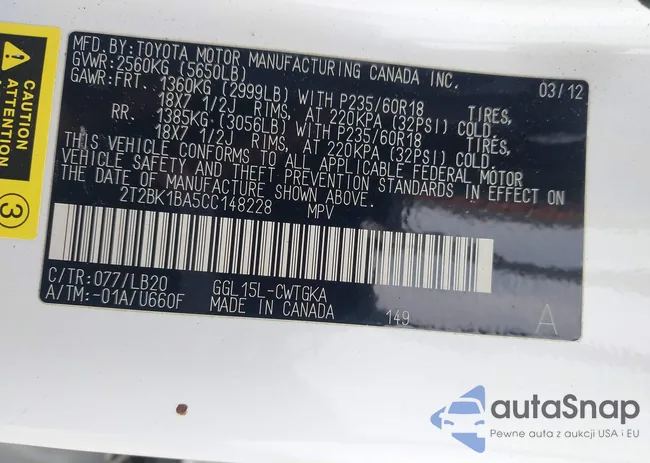 CAUTION
ATTENTION
3
MFD.BY:TOYOTA MOTOR MANUFACTURING CANADA INC.
GVWR:2560KG (5650LB) 03/12
GAWR:FRT. 1360KG (2999LB) WITH P235/60R18 TIRES,
18X7 1/2J RIMS, AT 220KPA (32PSI) COLD.
RR. 1385KG (3056LB) WITH P235/60R18 TIRES,
18X7 1/2J RIMS, AT 220KPA (32PSI) COLD.
THIS VEHICLE CONFORMS TO ALL APPLICABLE FEDERAL MOTOR
VEHICLE SAFETY AND THEFT PREVENTION STANDARDS IN EFFECT ON
THE DATE OF MANUFACTURE SHOWN ABOVE.
2T2BK1BA5CC148228 MPV
C/TR:077/LB20 GGL15L-CWTGKA
A/TM:-01A/U660F MADE IN CANADA 149 A
autaSnap
Pewne auta z aukcji USA i EU